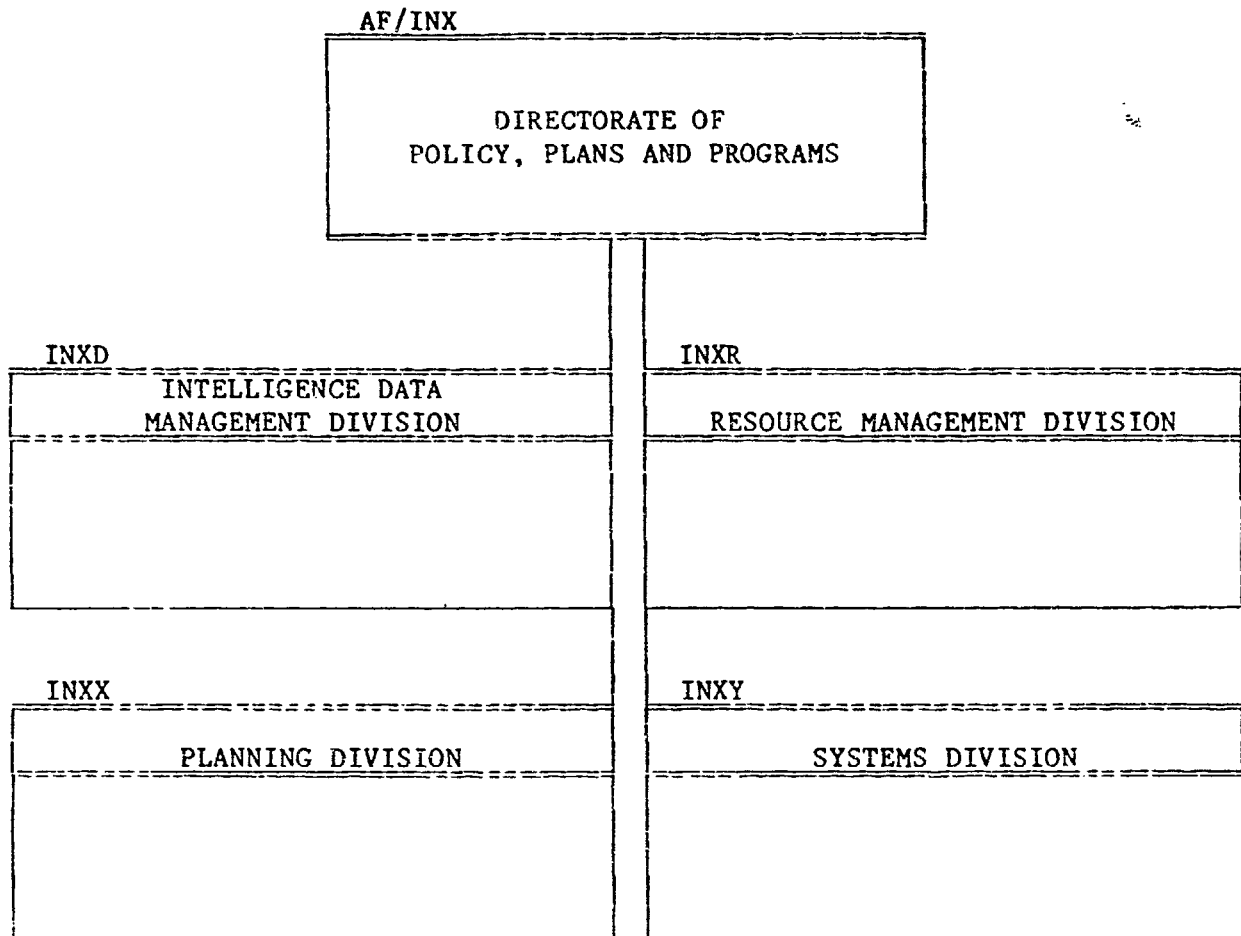 AF/INX
DIRECTORATE OF
POLICY, PLANS AND PROGRAMS
INXD
INTELLIGENCE DATA
MANAGEMENT DIVISION
INXR
RESOURCE MANAGEMENT DIVISION
INXX
PLANNING DIVISION
INXY
SYSTEMS DIVISION